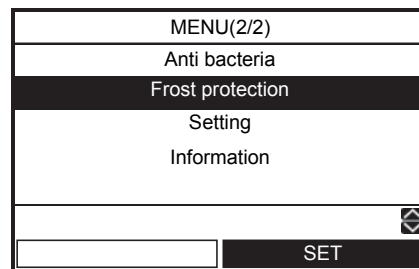 MENU(2/2)
Anti bacteria
Frost protection
Setting
Information
SET